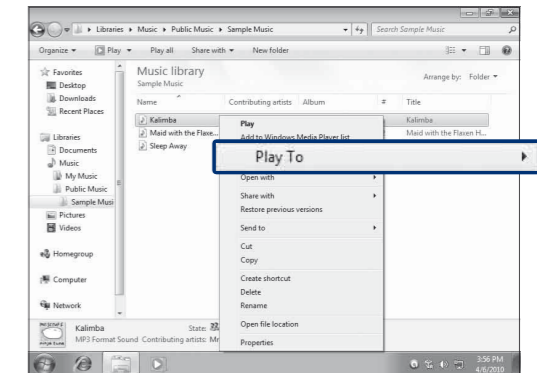 Libraries Music Public Music Sample Music Search Sample Music
Organize Play Play all Share with New folder
Favorites
Desktop
Downloads
Recent Places
Libraries
Documents
Music
My Music
Public Music
Sample Musi
Pictures
Videos
Homegroup
Computer
Network
Music library
Sample Music
Arrange by: Folder
Name Contributing artists Album # Title
Kalimba Kalimba
Maid with the Flaxe... Maid with the Flaxen H...
Sleep Away
Play
Add to Windows Media Player list
Play To
Open with
Share with
Restore previous versions
Send to
Cut
Copy
Create shortcut
Delete
Rename
Open file location
Properties
Kalimba State:
MP3 Format Sound Contributing artists: Mr
3:56 PM
4/6/2010